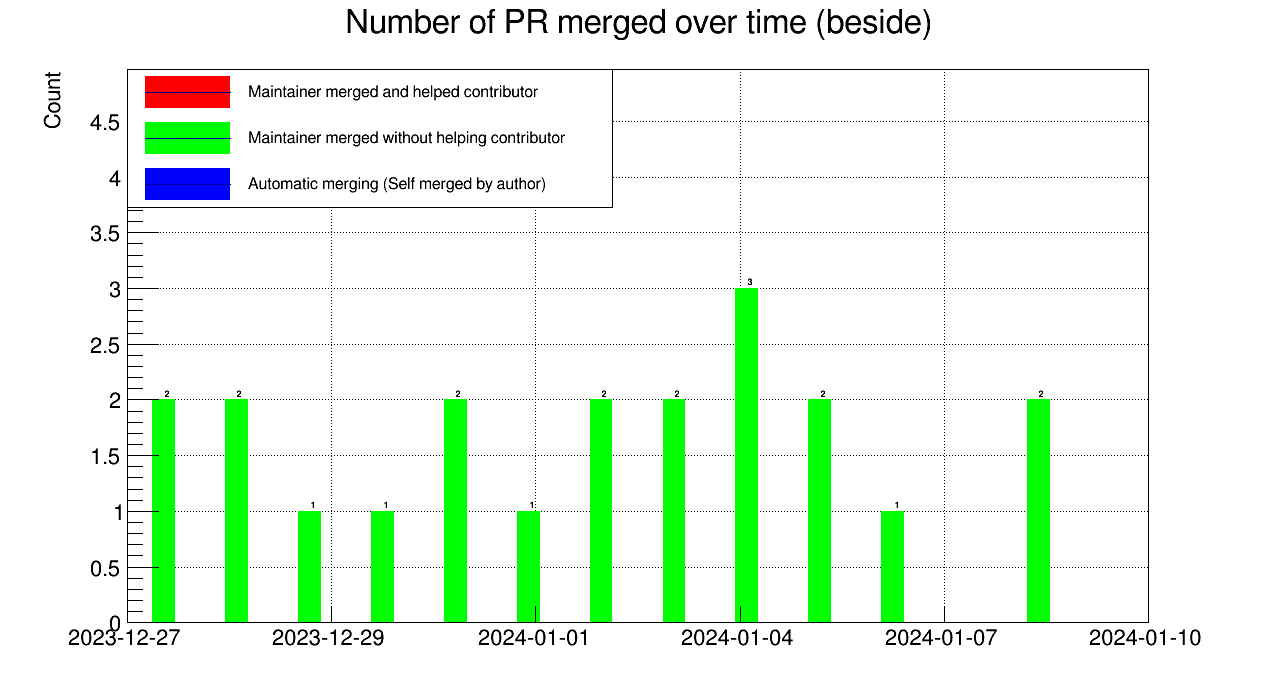 Number of PR merged over time (beside)
Count
Maintainer merged and helped contributor
Maintainer merged without helping contributor
Automatic merging (Self merged by author)
4.5
4
3.5
3
2.5
2
1.5
1
0.5
0
2 2 1 1 2 1 2 2 3 2 1 2
2023-12-27 2023-12-29 2024-01-01 2024-01-04 2024-01-07 2024-01-10